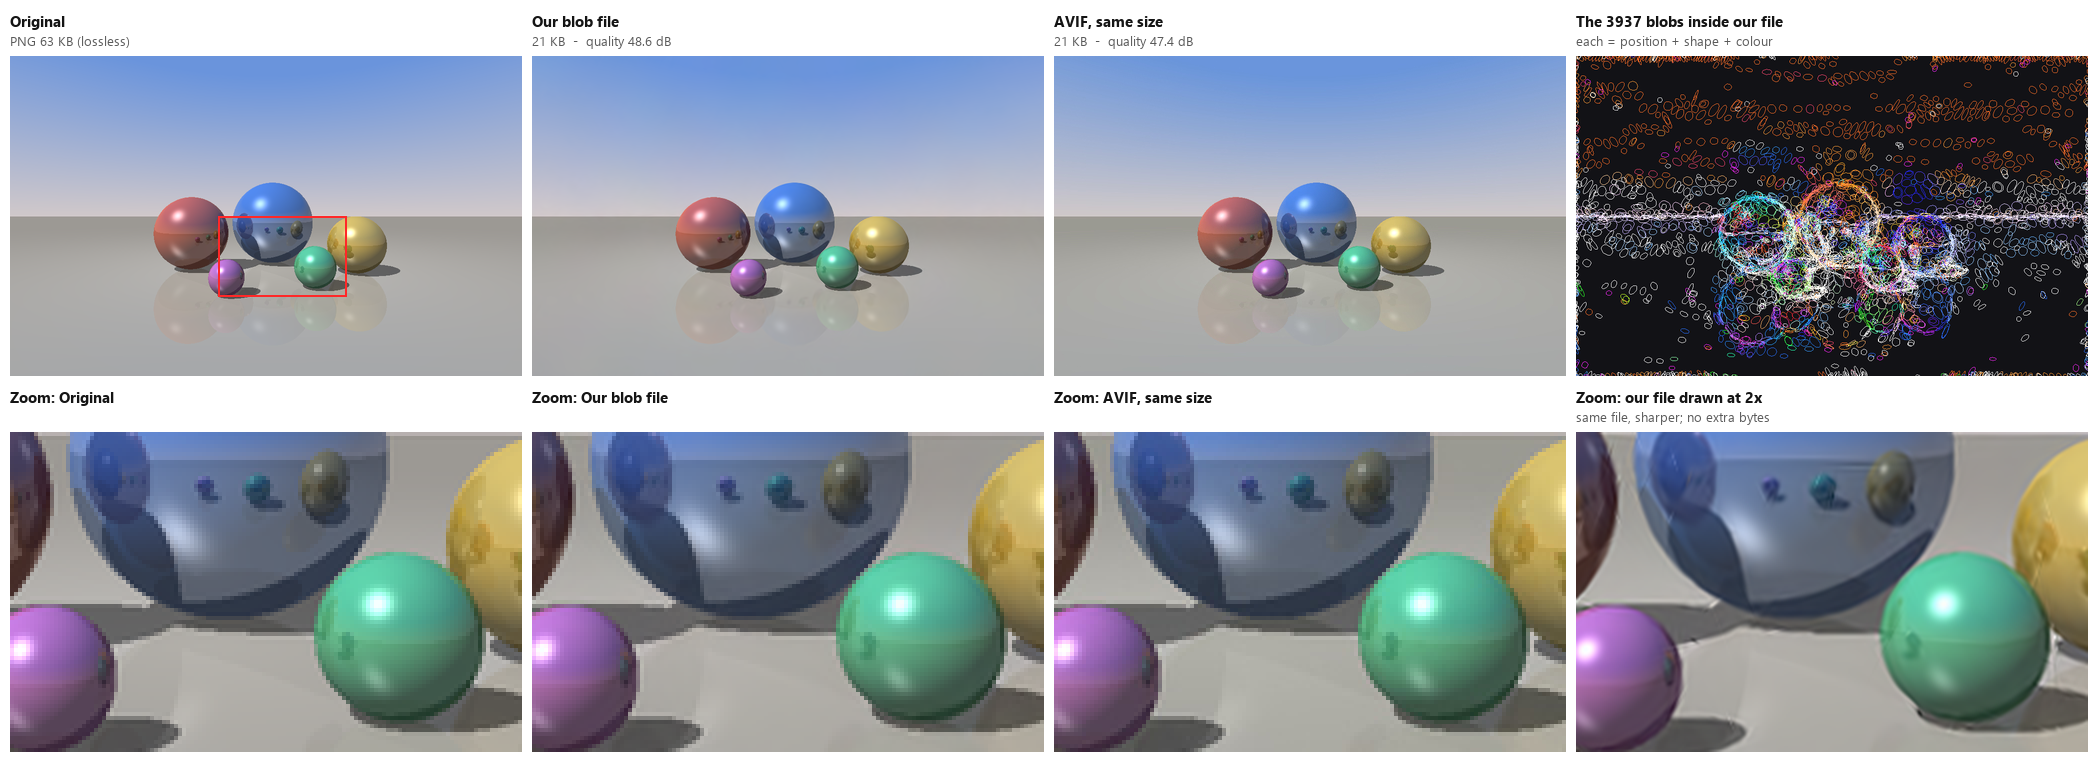 Original
PNG 63 KB (lossless)
Our blob file
21 KB - quality 48.6 dB
AVIF, same size
21 KB - quality 47.4 dB
The 3937 blobs inside our file
each = position + shape + colour
Zoom: Original
Zoom: Our blob file
Zoom: AVIF, same size
Zoom: our file drawn at 2x
same file, sharper; no extra bytes